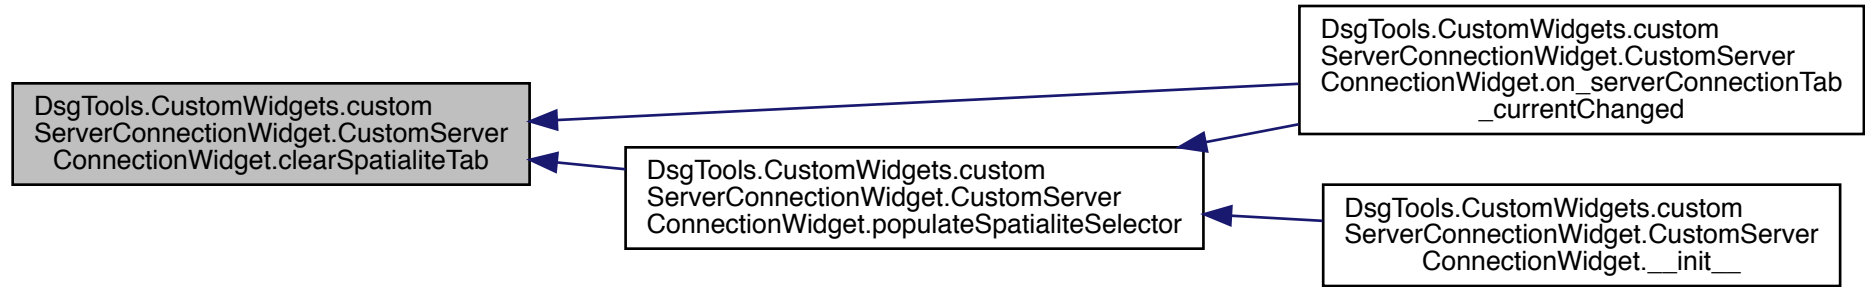 DsgTools.CustomWidgets.custom
ServerConnectionWidget.CustomServer
ConnectionWidget.clearSpatialiteTab
DsgTools.CustomWidgets.custom
ServerConnectionWidget.CustomServer
ConnectionWidget.populateSpatialiteSelector
DsgTools.CustomWidgets.custom
ServerConnectionWidget.CustomServer
ConnectionWidget.on_serverConnectionTab
_currentChanged
DsgTools.CustomWidgets.custom
ServerConnectionWidget.CustomServer
ConnectionWidget.__init__